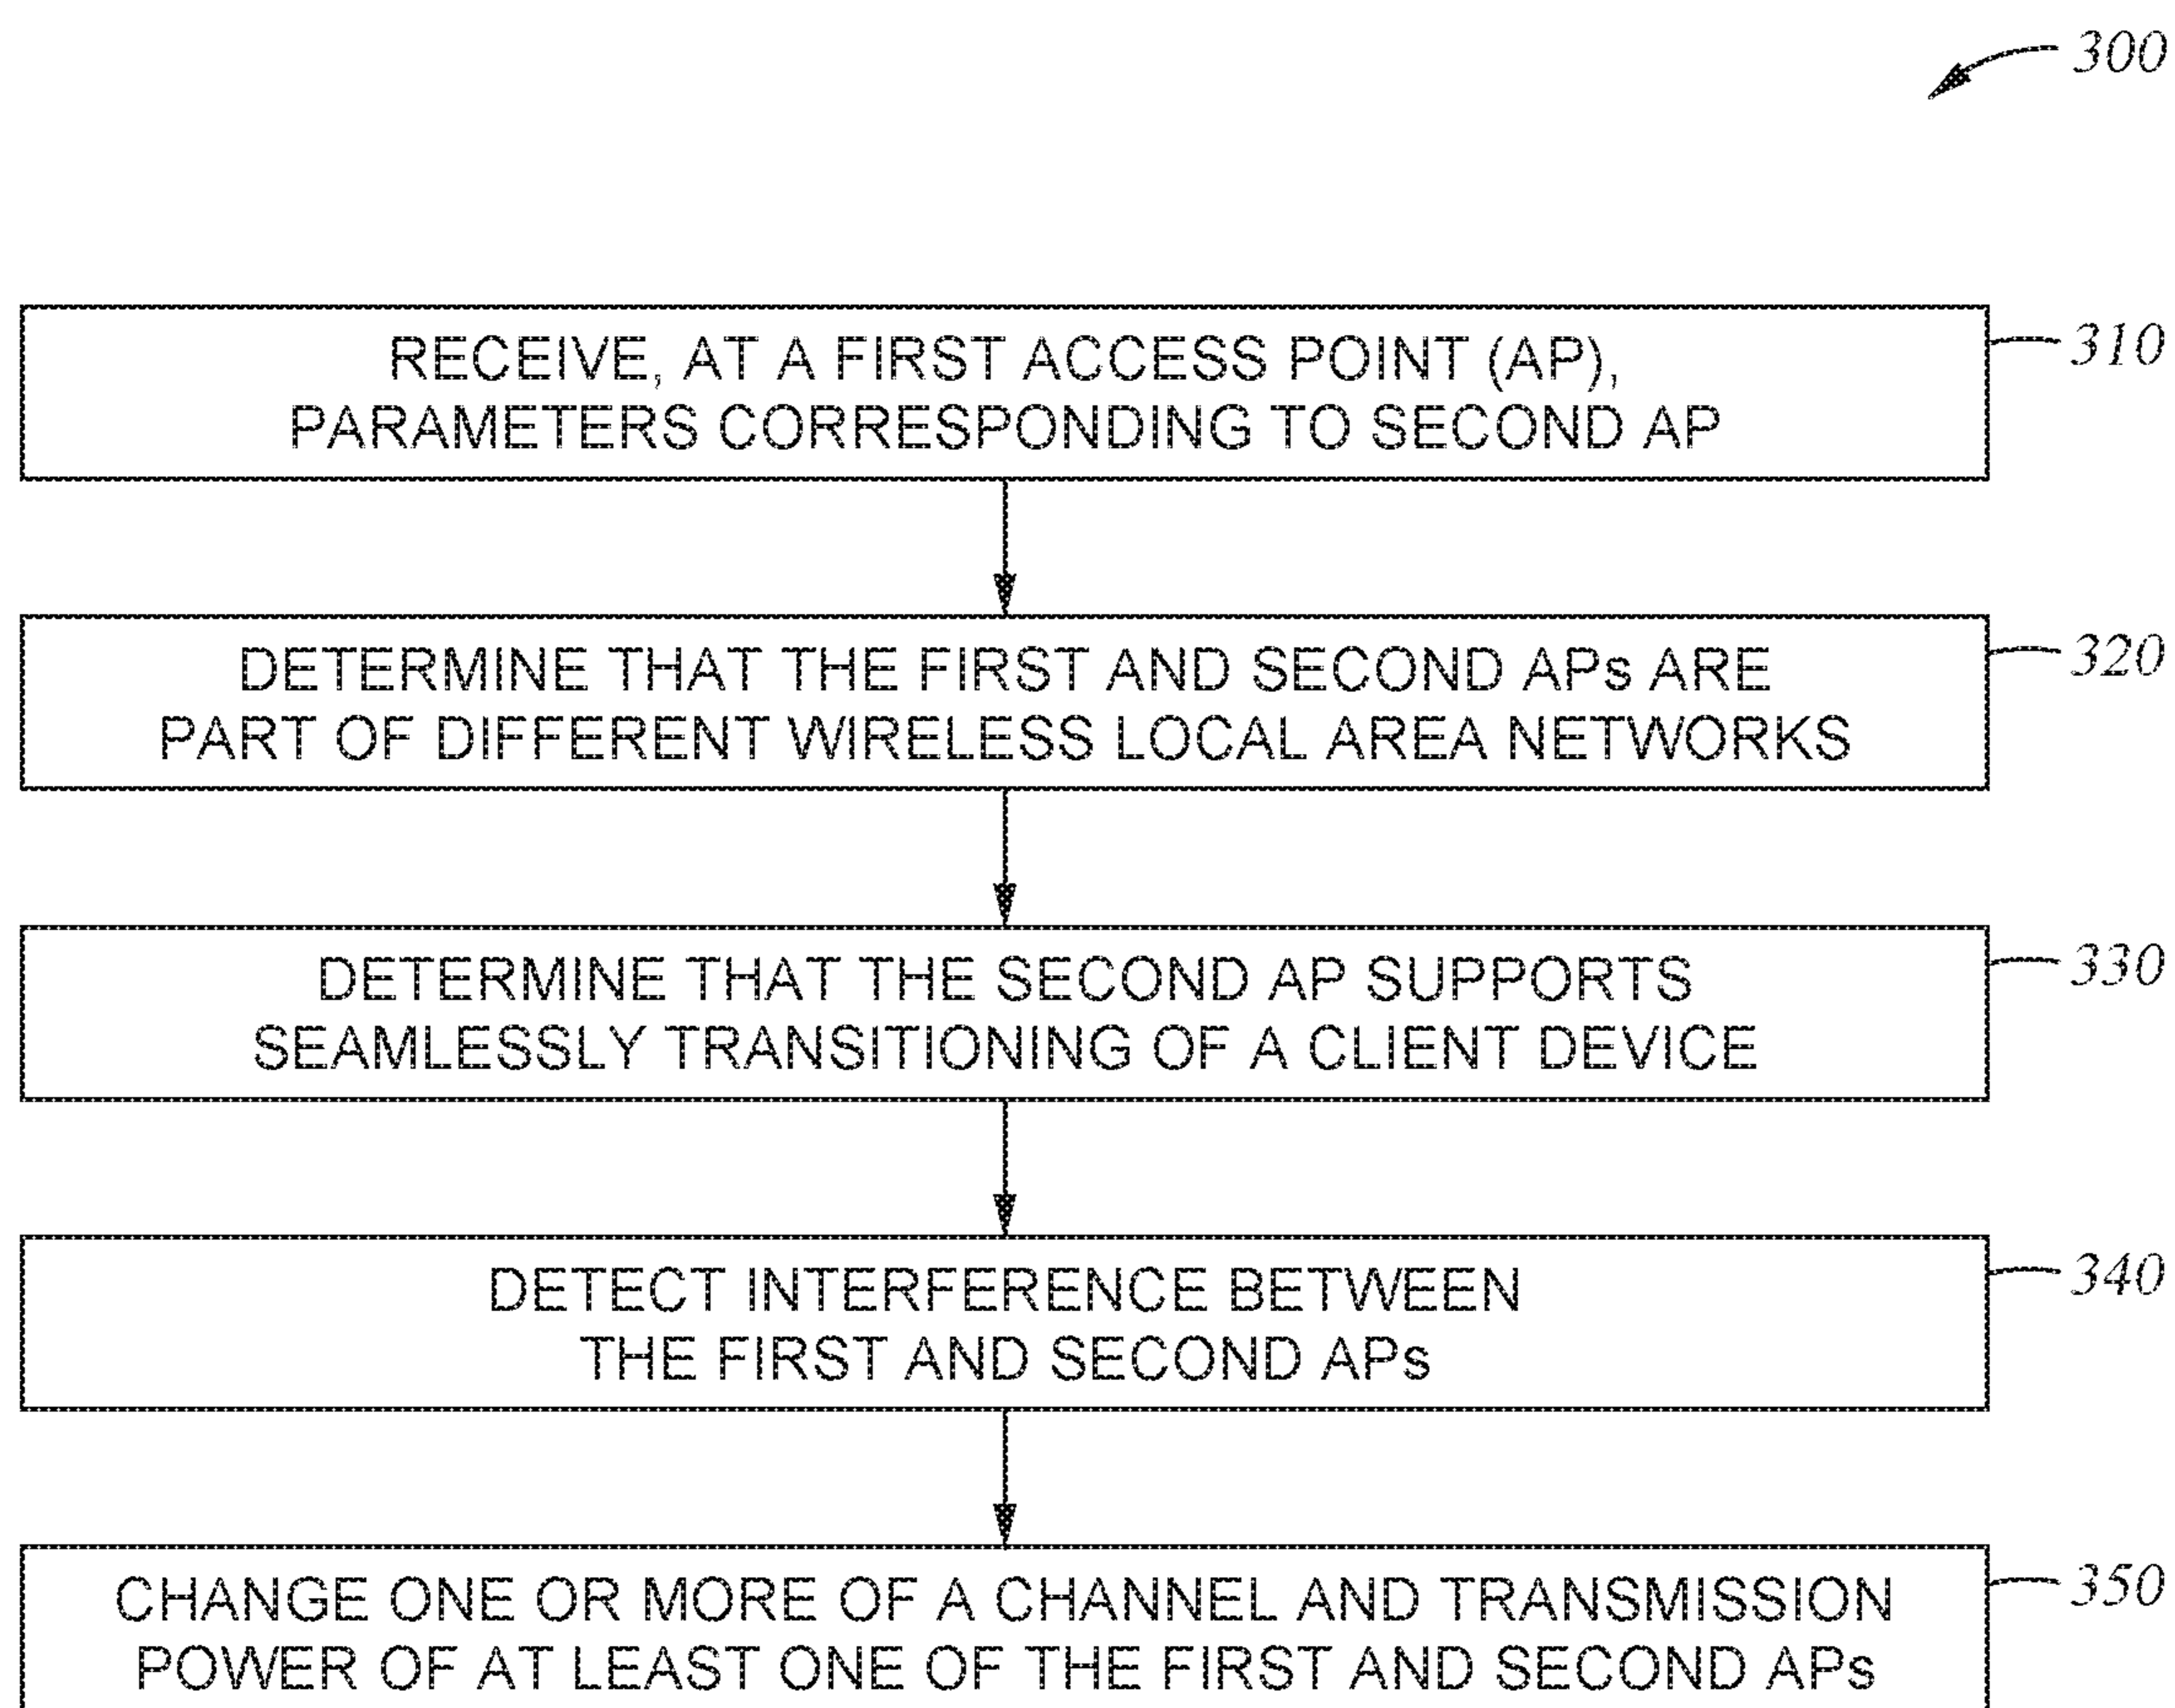 300
RECEIVE, AT A FIRST ACCESS POINT (AP),
PARAMETERS CORRESPONDING TO SECOND AP
310
DETERMINE THAT THE FIRST AND SECOND APs ARE
PART OF DIFFERENT WIRELESS LOCAL AREA NETWORKS
320
DETERMINE THAT THE SECOND AP SUPPORTS
SEAMLESSLY TRANSITIONING OF A CLIENT DEVICE
330
DETECT INTERFERENCE BETWEEN
THE FIRST AND SECOND APs
340
CHANGE ONE OR MORE OF A CHANNEL AND TRANSMISSION
POWER OF AT LEAST ONE OF THE FIRST AND SECOND APs
350